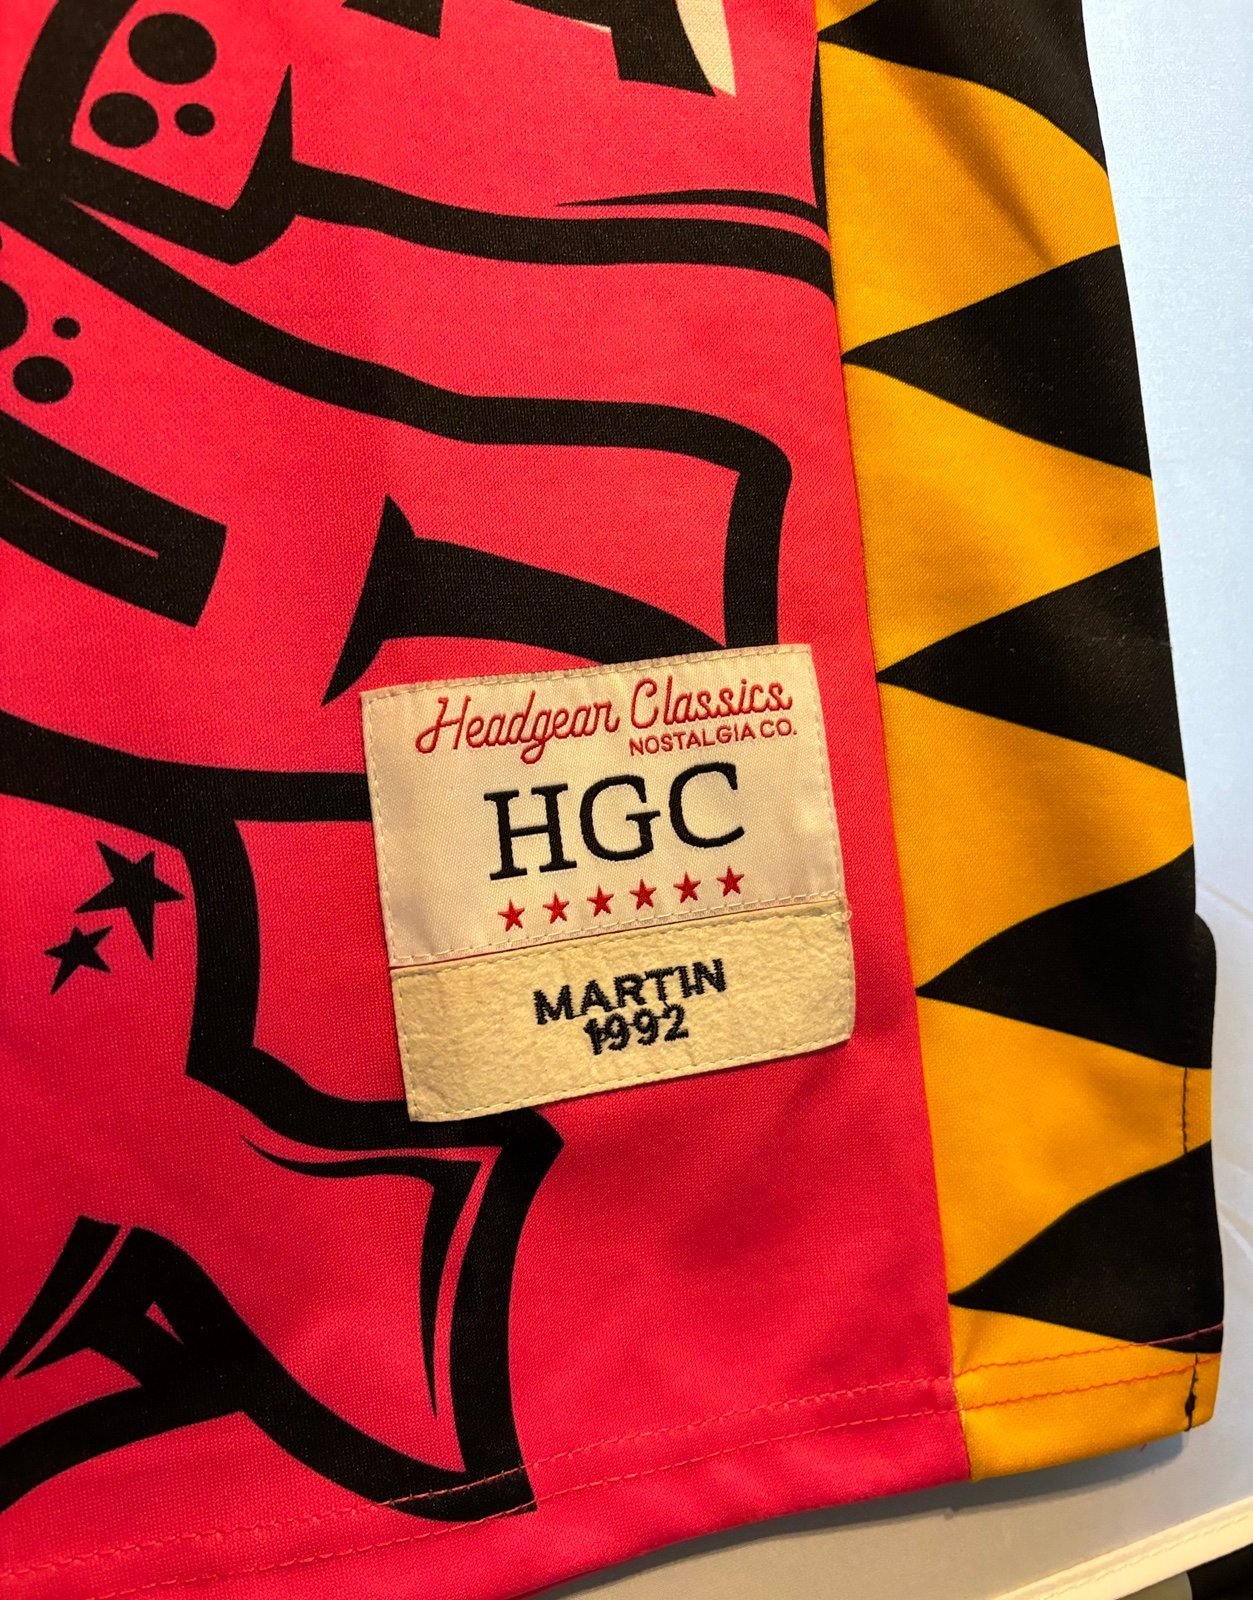 Headgear Classics
NOSTALGIA CO.
HGC
MARTIN
1992